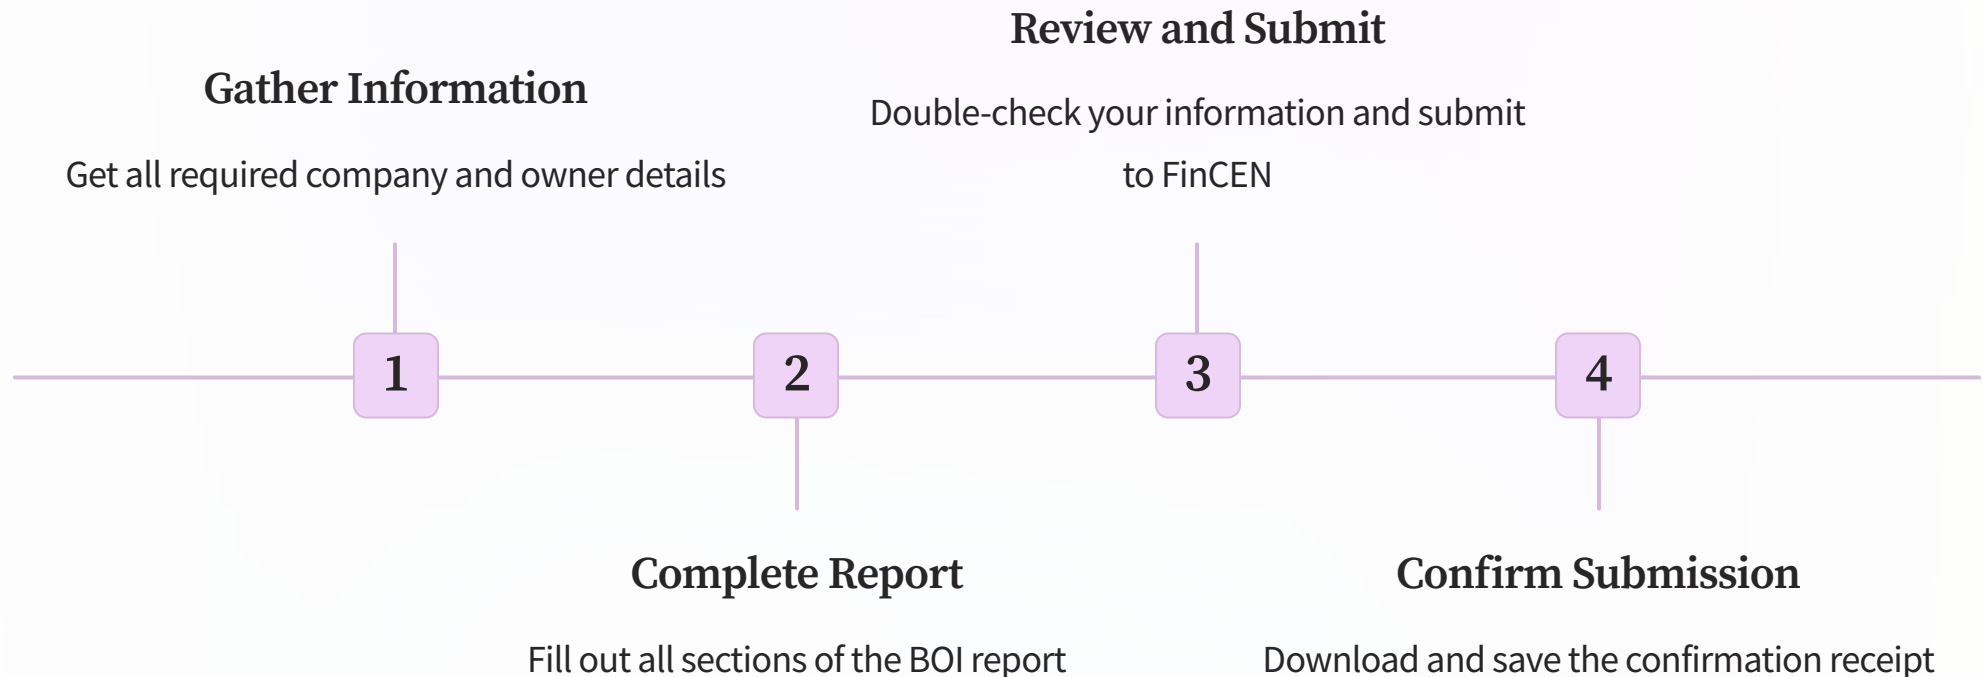 Gather Information
Get all required company and owner details
1
2
Complete Report
Fill out all sections of the BOI report
Review and Submit
Double-check your information and submit
to FinCEN
3
4
Confirm Submission
Download and save the confirmation receipt